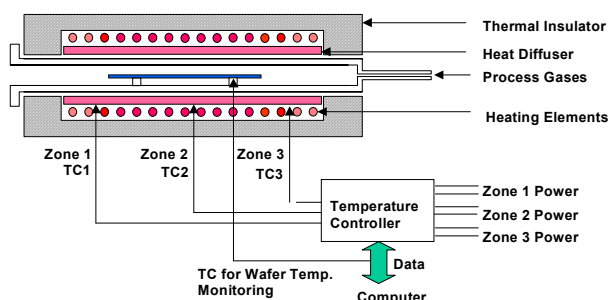 Thermal Insulator
Heat Diffuser
Process Gases
Heating Elements
Zone 1
TC1
Zone 2
TC2
Zone 3
TC3
Temperature
Controller
Zone 1 Power
Zone 2 Power
Zone 3 Power
Data
TC for Wafer Temp.
Monitoring
Computer